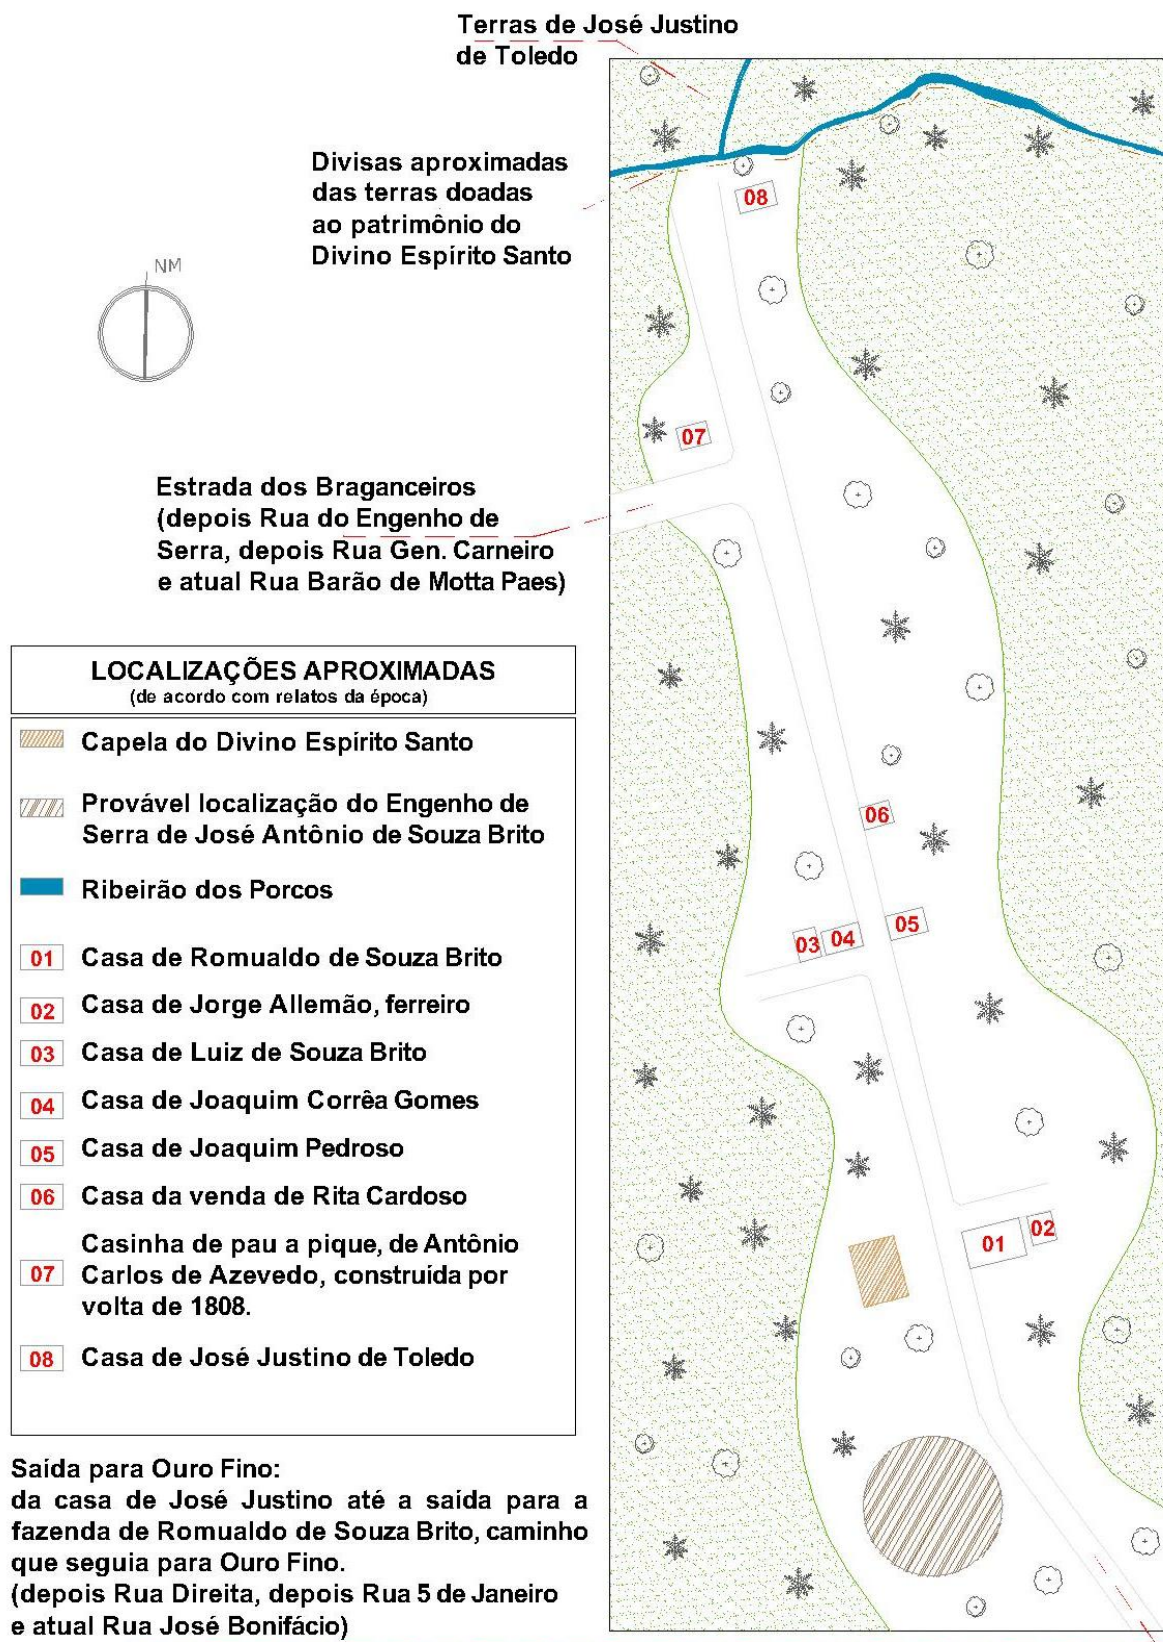 Terras de José Justino
de Toledo
Divisas aproximadas
das terras doadas
ao patrimônio do
Divino Espírito Santo
NM
Estrada dos Braganceiros
(depois Rua do Engenho de
Serra, depois Rua Gen. Carneiro
e atual Rua Barão de Motta Paes)
LOCALIZAÇÕES APROXIMADAS
(de acordo com relatos da época)
Capela do Divino Espírito Santo
Provável localização do Engenho de
Serra de José Antônio de Souza Brito
Ribeirão dos Porcos
01 Casa de Romualdo de Souza Brito
02 Casa de Jorge Allemão, ferreiro
03 Casa de Luiz de Souza Brito
04 Casa de Joaquim Corrêa Gomes
05 Casa de Joaquim Pedroso
06 Casa da venda de Rita Cardoso
Casinha de pau a pique, de Antônio
07 Carlos de Azevedo, construída por
volta de 1808.
08 Casa de José Justino de Toledo
Saída para Ouro Fino:
da casa de José Justino até a saída para a
fazenda de Romualdo de Souza Brito, caminho
que seguia para Ouro Fino.
(depois Rua Direita, depois Rua 5 de Janeiro
e atual Rua José Bonifácio)
08
07
06
05
03 04
02
01